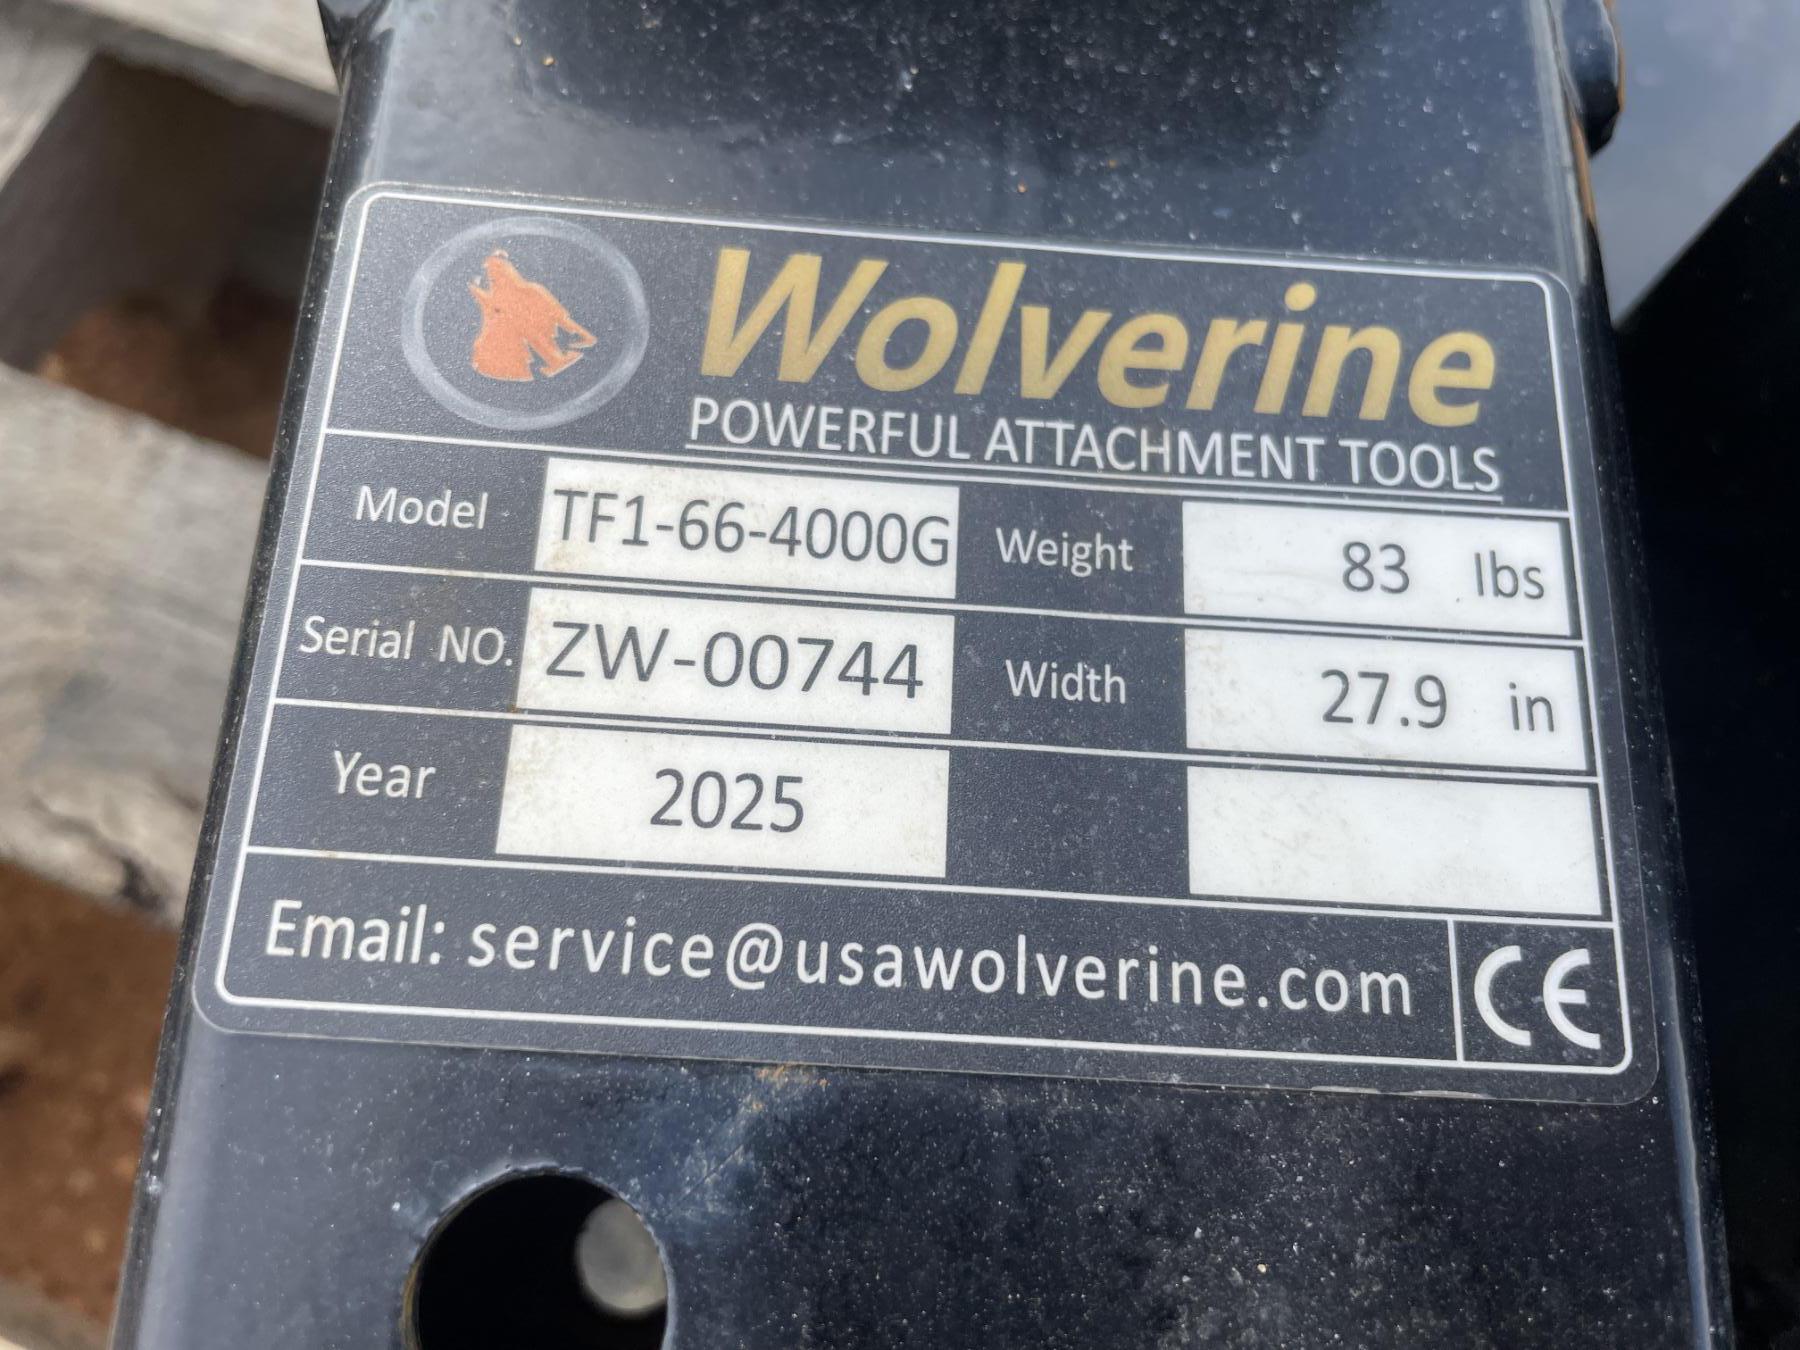 Wolverine
POWERFUL ATTACHMENT TOOLS
Model TF1-66-4000G Weight 83 lbs
Serial NO. ZW-00744 Width 27.9 in
Year 2025
Email: service@usawolverine.com CE